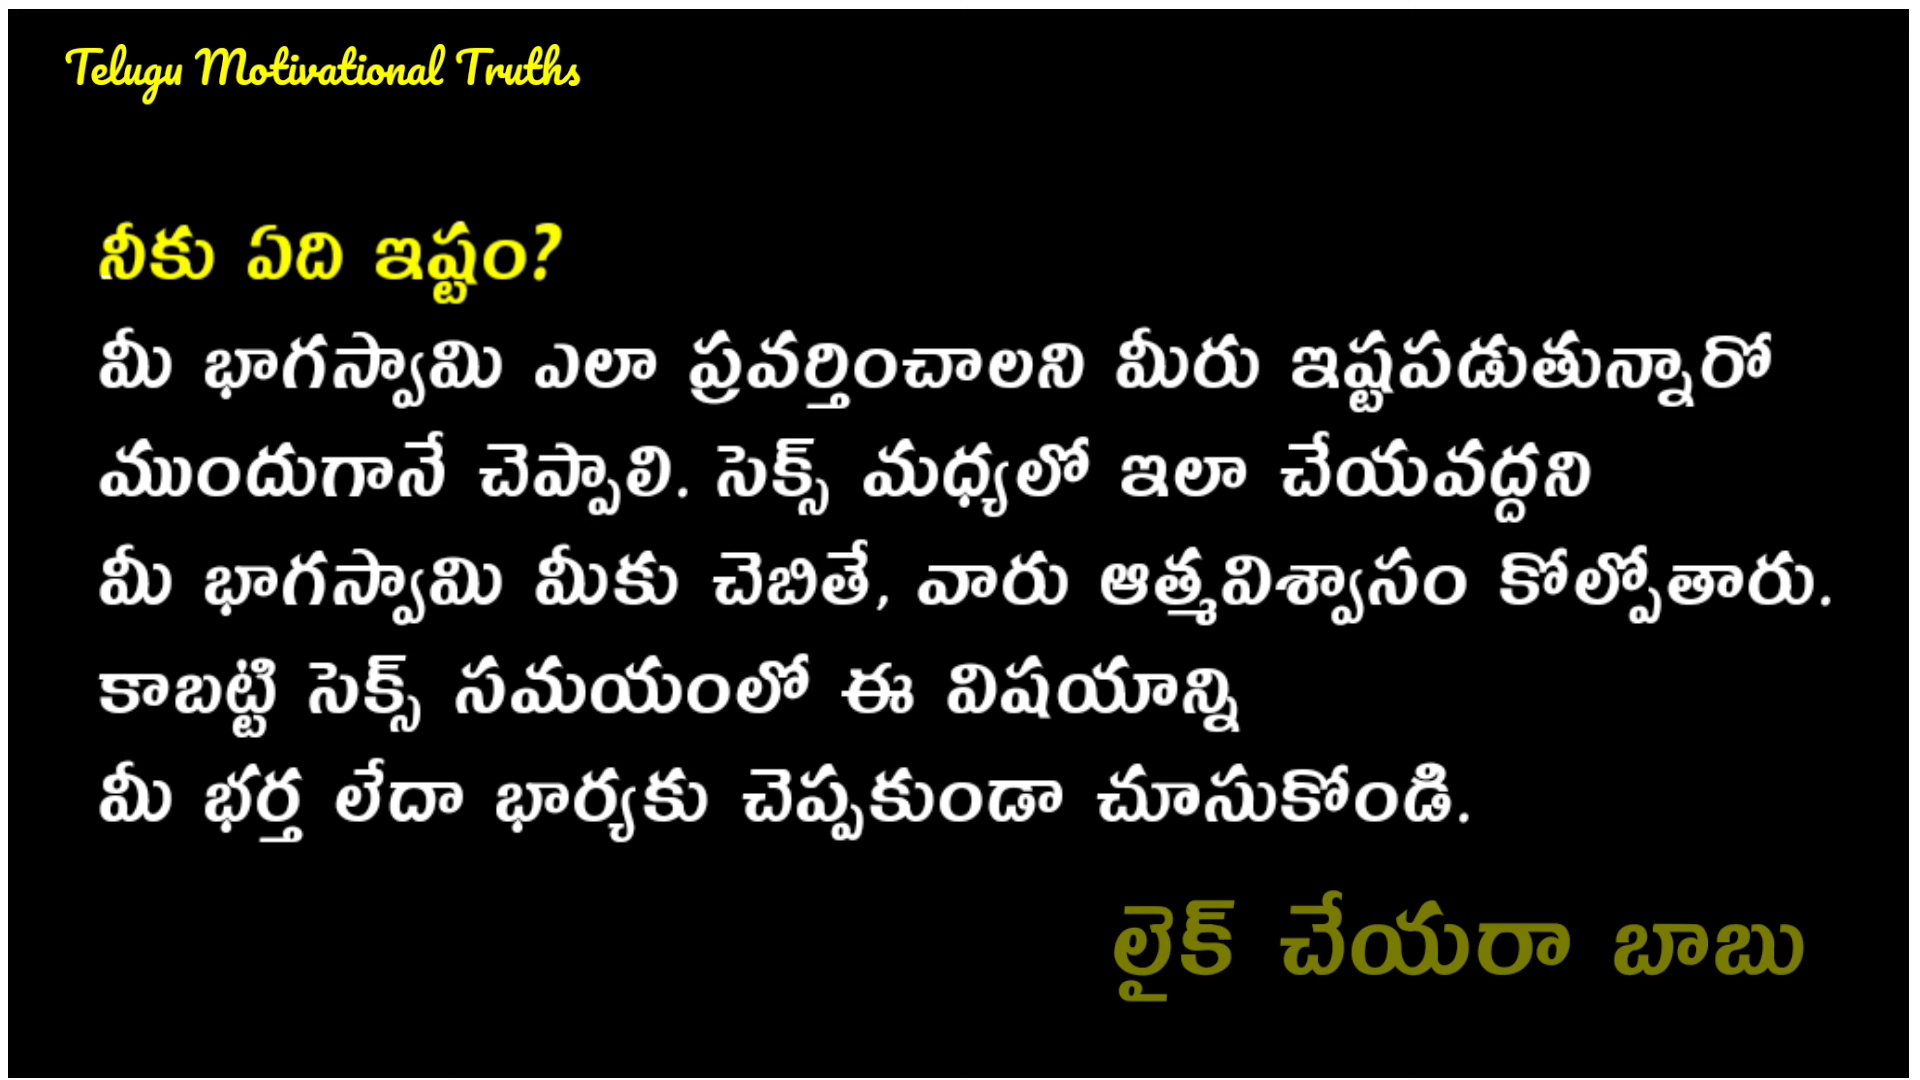 Telugu Motivational Truths
నీకు ఏది ఇష్టం?
మీ భాగస్వామి ఎలా ప్రవర్తించాలని మీరు ఇష్టపడుతున్నారో
ముందుగానే చెప్పాలి. సెక్స్ మధ్యలో ఇలా చేయవద్దని
మీ భాగస్వామి మీకు చెబితే, వారు ఆత్మవిశ్వాసం కోల్పోతారు.
కాబట్టి సెక్స్ సమయంలో ఈ విషయాన్ని
మీ భర్త లేదా భార్యకు చెప్పకుండా చూసుకోండి.
లైక్ చేయరా బాబు